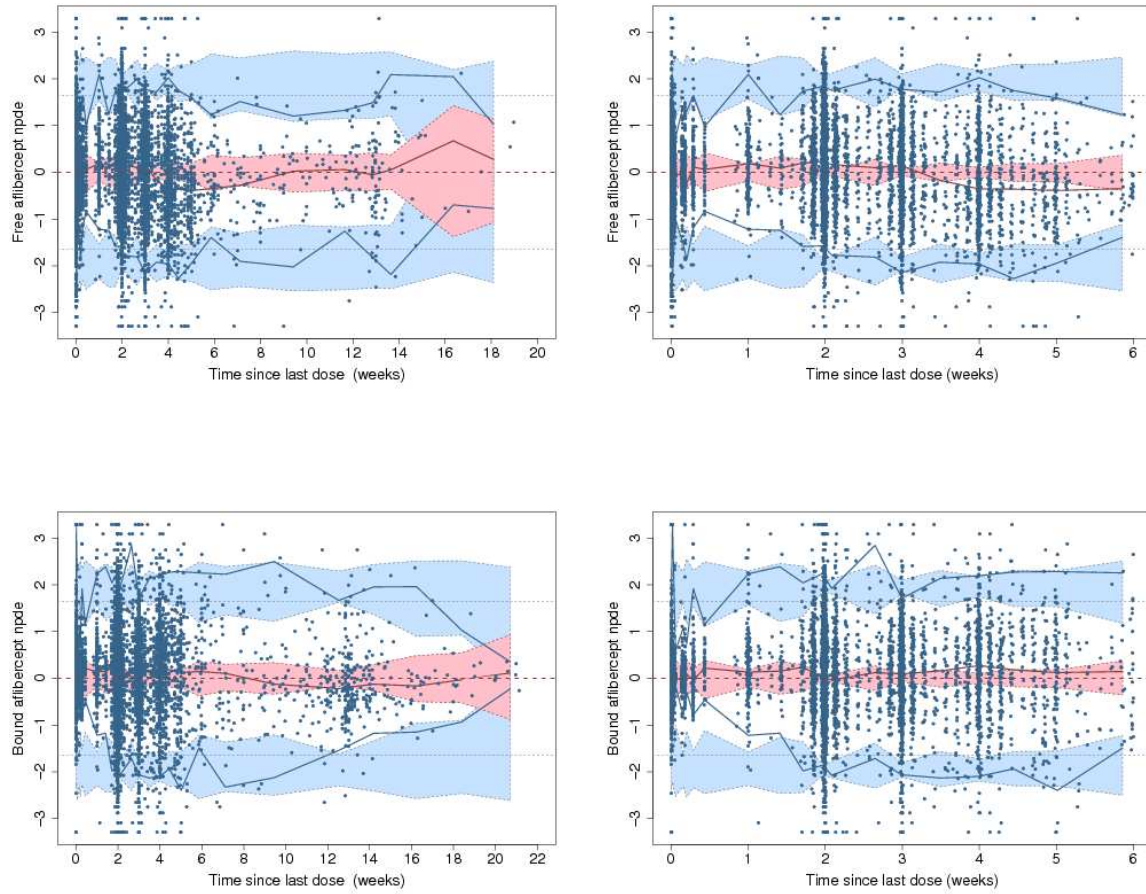 Free aflibercept npde
3
2
1
0
−1
−2
−3
0 2 4 6 8 10 12 14 16 18 20
Time since last dose (weeks)
Free aflibercept npde
3
2
1
0
−1
−2
−3
0 1 2 3 4 5 6
Time since last dose (weeks)
Bound aflibercept npde
3
2
1
0
−1
−2
−3
0 2 4 6 8 10 12 14 16 18 20 22
Time since last dose (weeks)
Bound aflibercept npde
3
2
1
0
−1
−2
−3
0 1 2 3 4 5 6
Time since last dose (weeks)